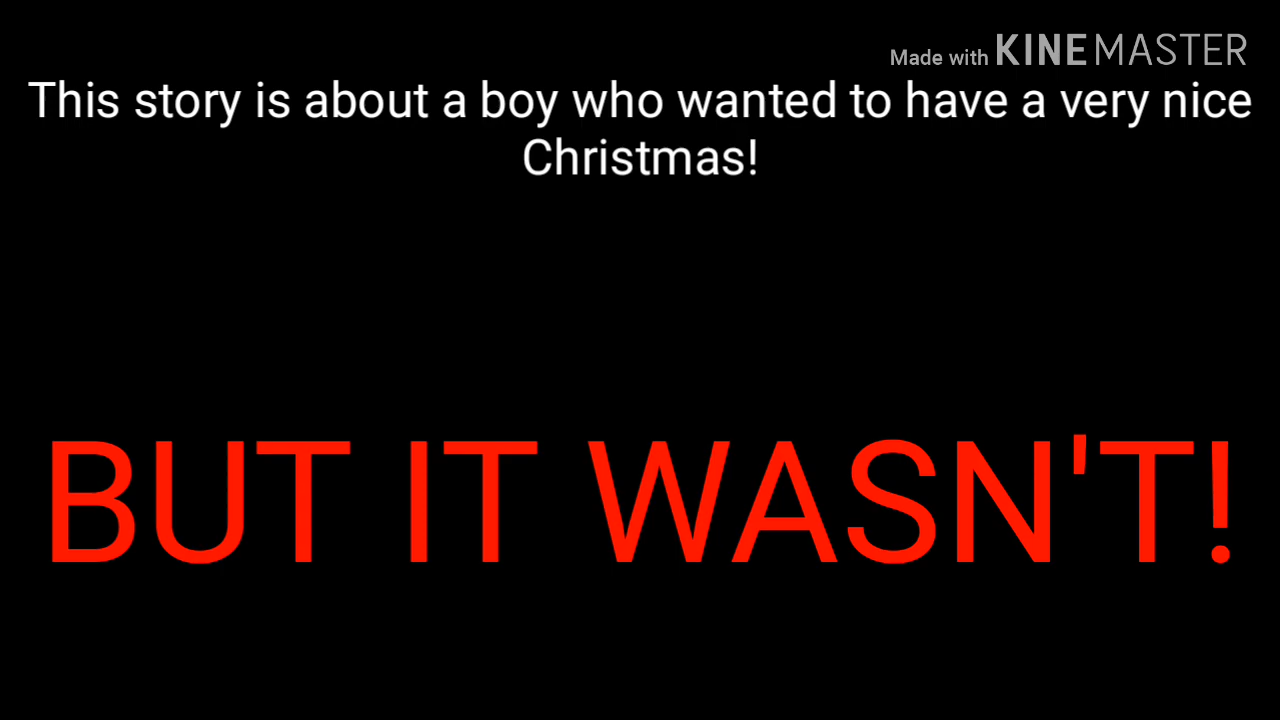 Made with KINEMASTER
This story is about a boy who wanted to have a very nice
Christmas!
BUT IT WASN'T!